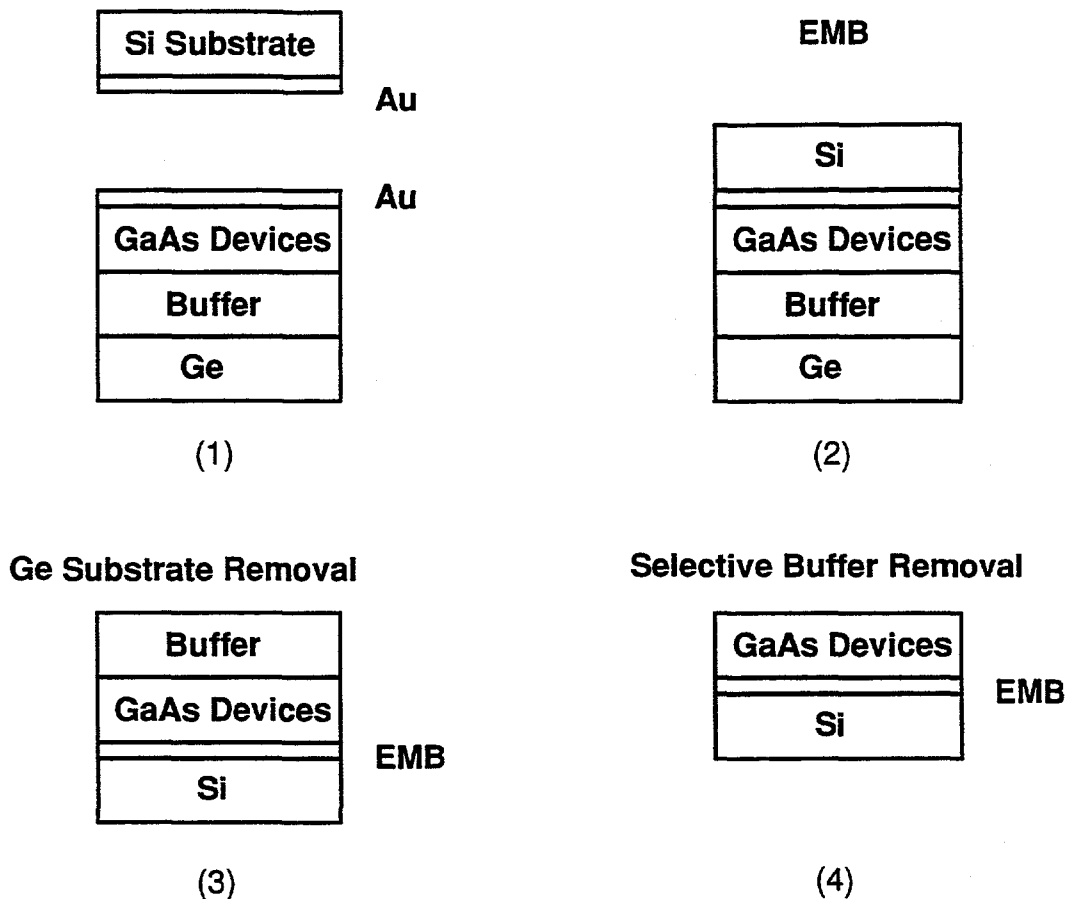 Si Substrate
Au
Au
GaAs Devices
Buffer
Ge
(1)
EMB
Si
GaAs Devices
Buffer
Ge
(2)
Ge Substrate Removal
Buffer
GaAs Devices
EMB
Si
(3)
Selective Buffer Removal
GaAs Devices
EMB
Si
(4)